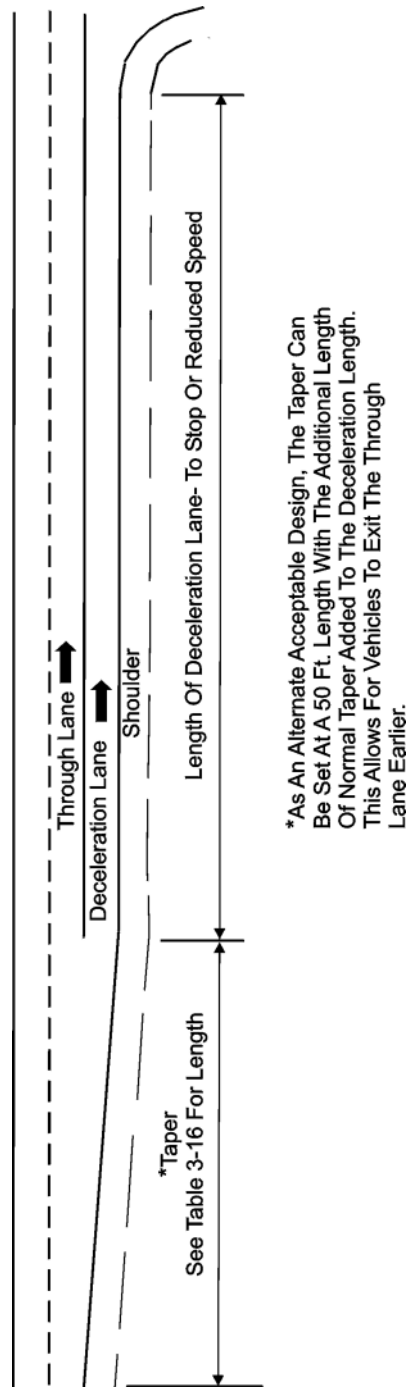 Through Lane
Deceleration Lane
Shoulder
*Taper
See Table 3-16 For Length
Length Of Deceleration Lane- To Stop Or Reduced Speed
*As An Alternate Acceptable Design, The Taper Can
Be Set At A 50 Ft. Length With The Additional Length
Of Normal Taper Added To The Deceleration Length.
This Allows For Vehicles To Exit The Through
Lane Earlier.